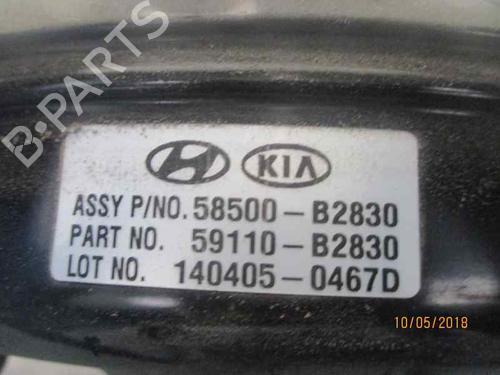 B-PARTS
KIA
ASSY P/NO. 58500-B2830
PART NO. 59110-B2830
LOT NO. 140405-0467D
10/05/2018